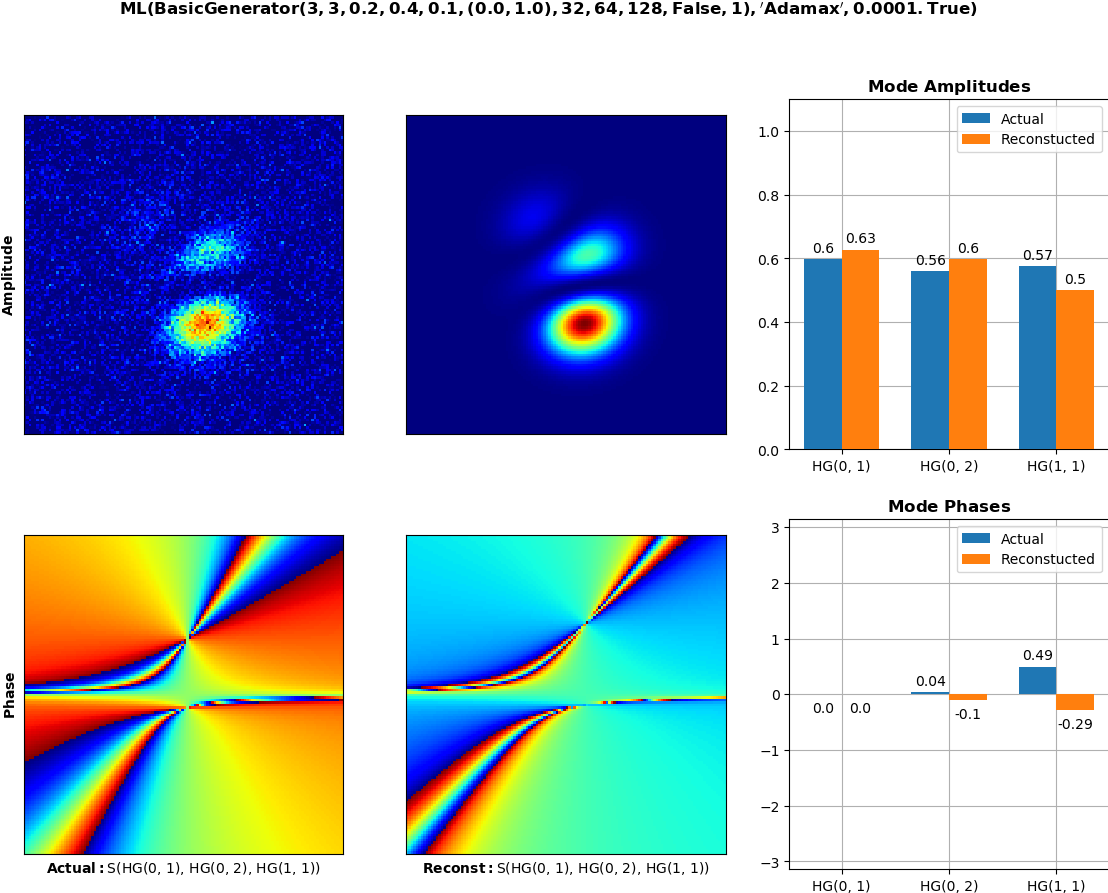 ML(BasicGenerator(3, 3, 0.2, 0.4, 0.1, (0.0, 1.0), 32, 64, 128, False, 1), 'Adamax', 0.0001. True)
Amplitude
Mode Amplitudes
Actual
Reconstucted
1.0
0.8
0.6
0.4
0.2
0.0
0.6
0.63
0.56
0.6
0.57
0.5
HG(0, 1)
HG(0, 2)
HG(1, 1)
Phase
Actual: S(HG(0, 1), HG(0, 2), HG(1, 1))
Reconst: S(HG(0, 1), HG(0, 2), HG(1, 1))
Mode Phases
Actual
Reconstucted
3
2
1
0
−1
−2
−3
0.0
0.0
0.04
-0.1
0.49
-0.29
HG(0, 1)
HG(0, 2)
HG(1, 1)